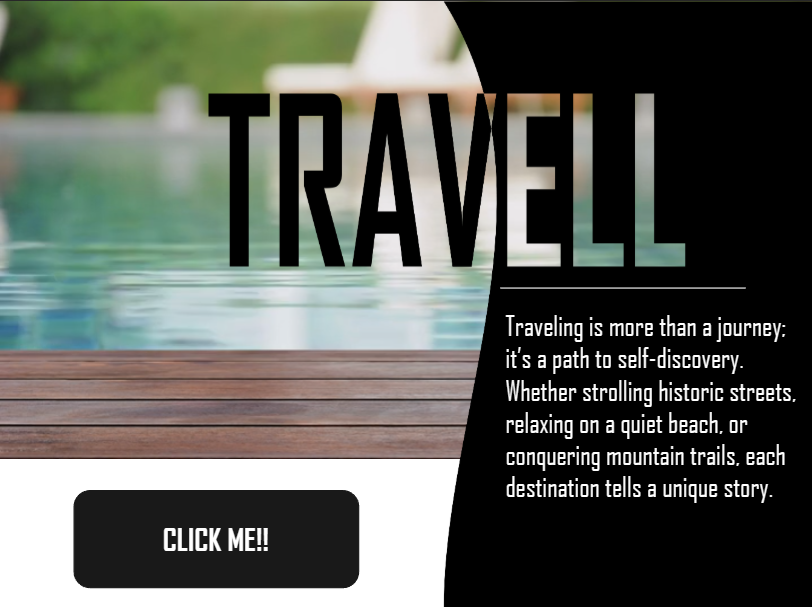 TRAVELL
Traveling is more than a journey;
it's a path to self-discovery.
Whether strolling historic streets,
relaxing on a quiet beach, or
conquering mountain trails, each
destination tells a unique story.
CLICK ME!!